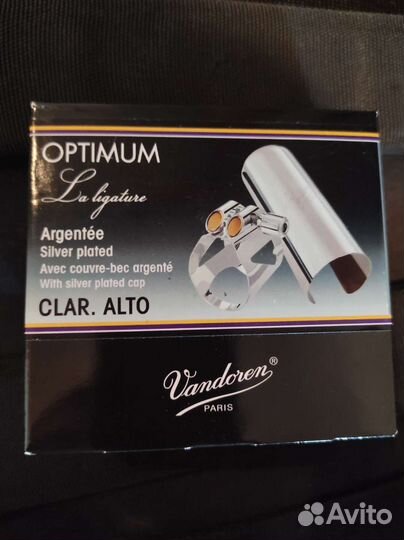 OPTIMUM
La ligature
Argentée
Silver plated
Avec couvre-bec argenté
With silver plated cap
CLAR. ALTO
Vandoren®
PARIS
Avito